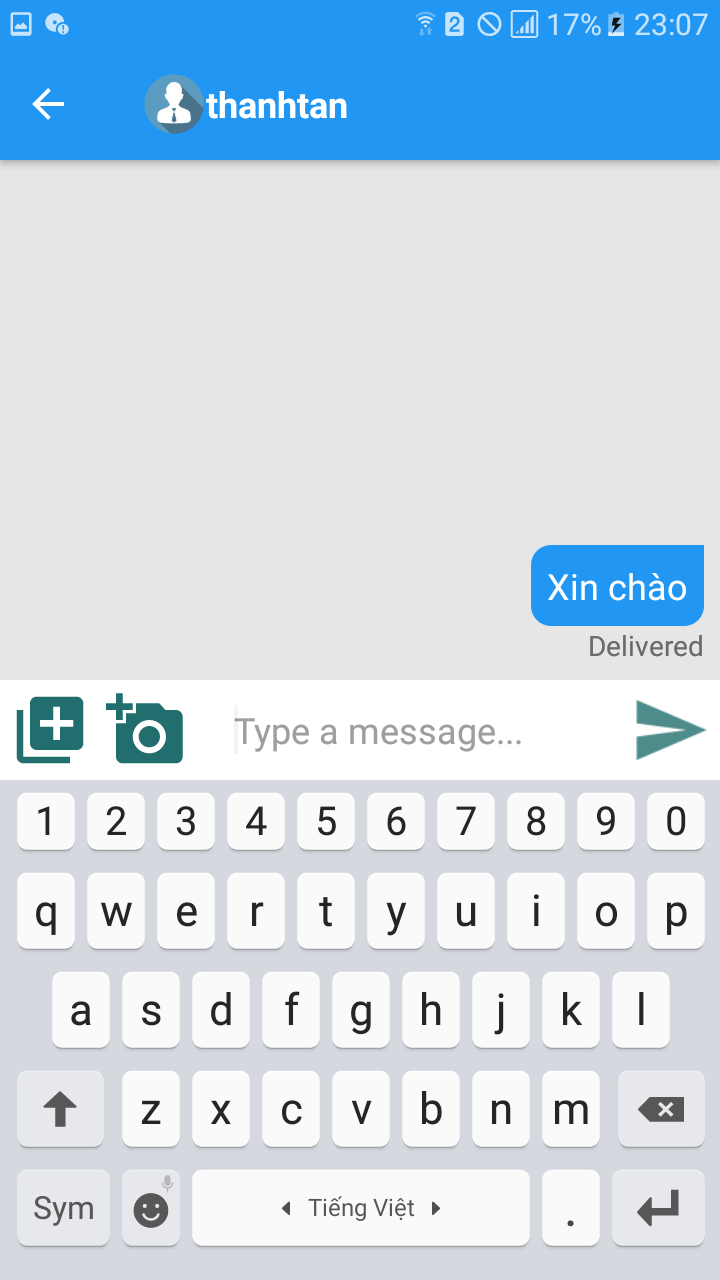 2 17% 23:07
thanhtan
Xin chào
Delivered
Type a message...
1 2 3 4 5 6 7 8 9 0
q w e r t y u i o p
a s d f g h j k l
z x c v b n m
Sym Tiếng Việt .